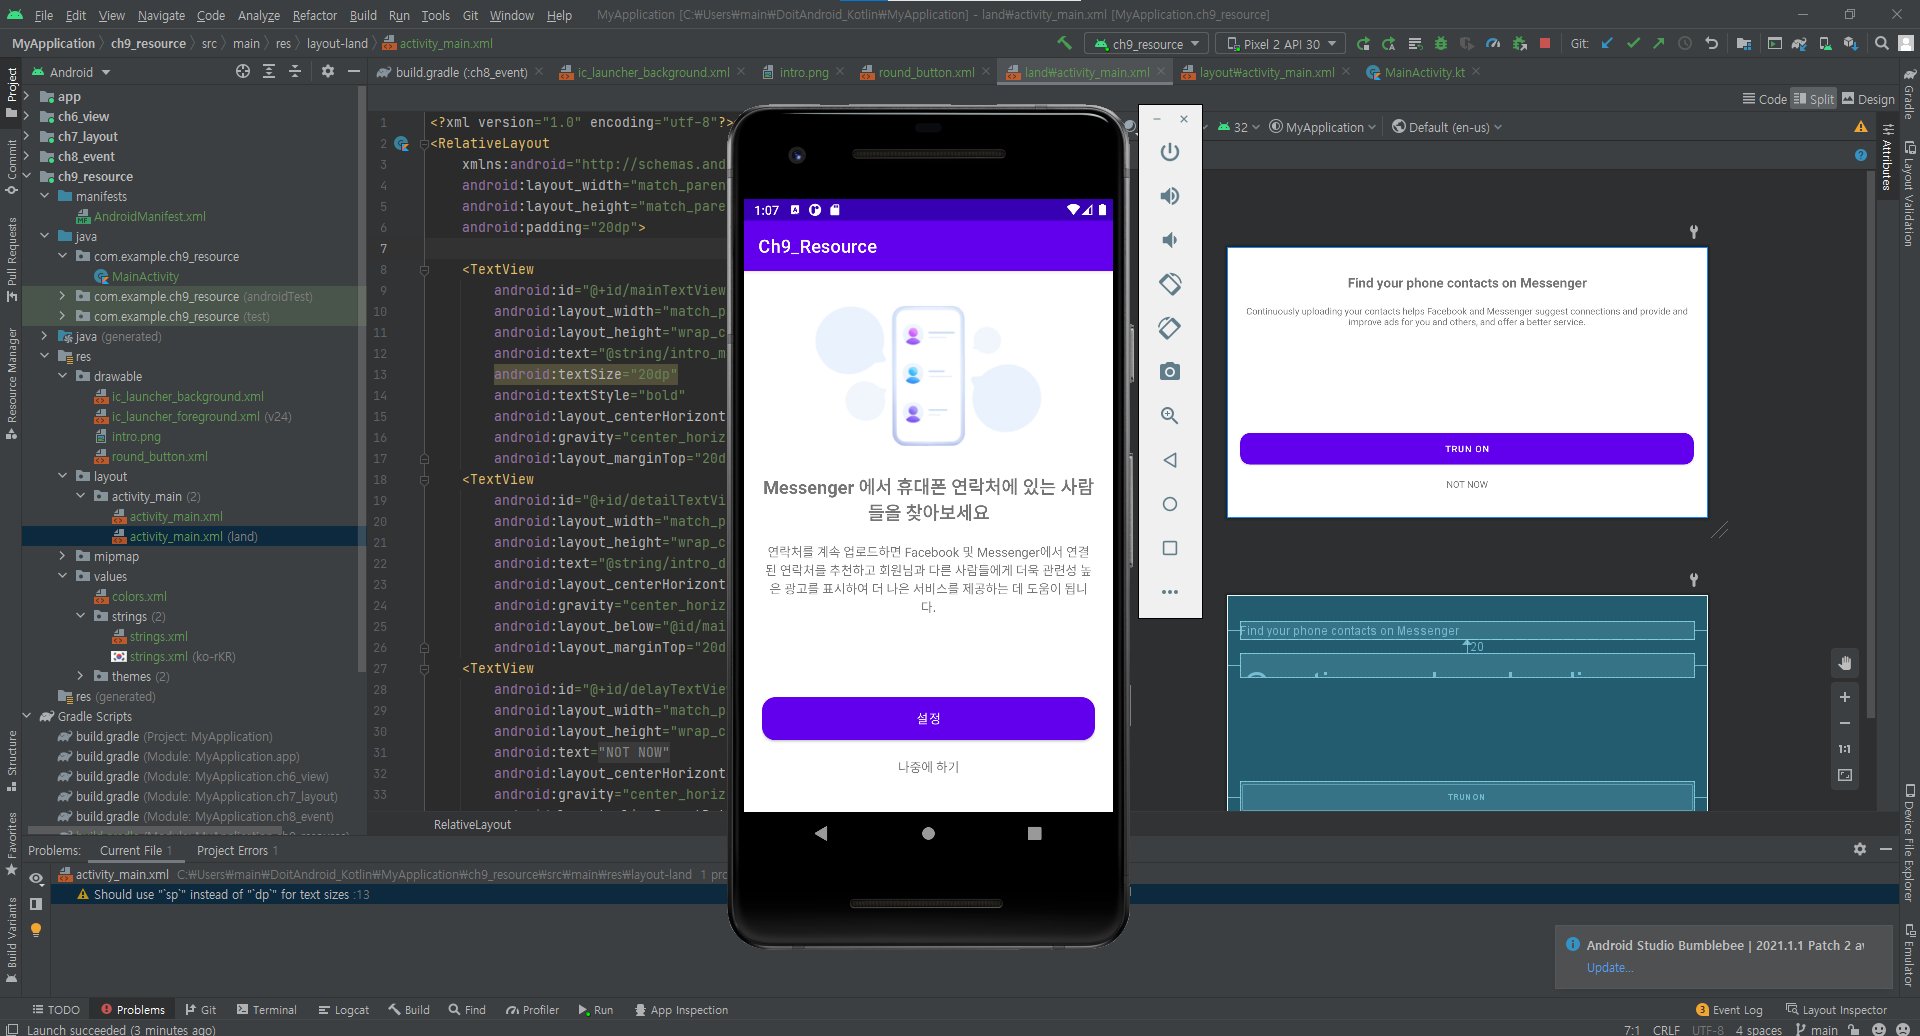 File Edit View Navigate Code Analyze Refactor Build Run Tools Git Window Help MyApplication [C:₩Users₩main₩DoitAndroid_Kotlin₩MyApplication] - land₩activity_main.xml [MyApplication.ch9_resource]
MyApplication ch9_resource src main res layout-land activity_main.xml
ch9_resource Pixel 2 API 30 Git:
Android
build.gradle (:ch8_event) ic_launcher_background.xml intro.png round_button.xml land₩activity_main.xml layout₩activity_main.xml MainActivity.kt
Code Split Design
32 MyApplication Default (en-us)
Project
Commit
Pull Requests
Resource Manager
Structure
Favorites
Build Variants
app
ch6_view
ch7_layout
ch8_event
ch9_resource
manifests
AndroidManifest.xml
java
com.example.ch9_resource
MainActivity
com.example.ch9_resource (androidTest)
com.example.ch9_resource (test)
java (generated)
res
drawable
ic_launcher_background.xml
ic_launcher_foreground.xml (v24)
intro.png
round_button.xml
layout
activity_main (2)
activity_main.xml
activity_main.xml (land)
mipmap
values
colors.xml
strings (2)
strings.xml
strings.xml (ko-rKR)
themes (2)
res (generated)
Gradle Scripts
build.gradle (Project: MyApplication)
build.gradle (Module: MyApplication.app)
build.gradle (Module: MyApplication.ch6_view)
build.gradle (Module: MyApplication.ch7_layout)
build.gradle (Module: MyApplication.ch8_event)
1 <?xml version="1.0" encoding="utf-8"?>
2 <RelativeLayout
3 xmlns:android="http://schemas.and
4 android:layout_width="match_paren
5 android:layout_height="match_pare
6 android:padding="20dp">
7
8 <TextView
9 android:id="@+id/mainTextView
10 android:layout_width="match_p
11 android:layout_height="wrap_c
12 android:text="@string/intro_m
13 android:textSize="20dp"
14 android:textStyle="bold"
15 android:layout_centerHorizont
16 android:gravity="center_horiz
17 android:layout_marginTop="20d
18 <TextView
19 android:id="@+id/detailTextVi
20 android:layout_width="match_p
21 android:layout_height="wrap_c
22 android:text="@string/intro_d
23 android:layout_centerHorizont
24 android:gravity="center_horiz
25 android:layout_below="@id/mai
26 android:layout_marginTop="20d
27 <TextView
28 android:id="@+id/delayTextVie
29 android:layout_width="match_p
30 android:layout_height="wrap_c
31 android:text="NOT NOW"
32 android:layout_centerHorizont
33 android:gravity="center_horiz
RelativeLayout
1:07
Ch9_Resource
Messenger 에서 휴대폰 연락처에 있는 사람
들을 찾아보세요
연락처를 계속 업로드하면 Facebook 및 Messenger에서 연결
된 연락처를 추천하고 회원님과 다른 사람들에게 더욱 관련성 높
은 광고를 표시하여 더 나은 서비스를 제공하는 데 도움이 됩니
다.
설정
나중에 하기
Find your phone contacts on Messenger
Continuously uploading your contacts helps Facebook and Messenger suggest connections and provide and
improve ads for you and others, and offer a better service.
TRUN ON
NOT NOW
Find your phone contacts on Messenger
20
TRUN ON
1:1
Gradle
Layout Validation
Attributes
Device File Explorer
Emulator
Problems: Current File 1 Project Errors 1
activity_main.xml C:₩Users₩main₩DoitAndroid_Kotlin₩MyApplication₩ch9_resource₩src₩main₩res₩layout-land 1 pro
Should use "`sp`" instead of "`dp`" for text sizes :13
Android Studio Bumblebee | 2021.1.1 Patch 2 av
Update...
TODO Problems Git Terminal Logcat Build Find Profiler Run App Inspection 3 Event Log Layout Inspector
Launch succeeded (3 minutes ago) 7:1 CRLF UTF-8 4 spaces main